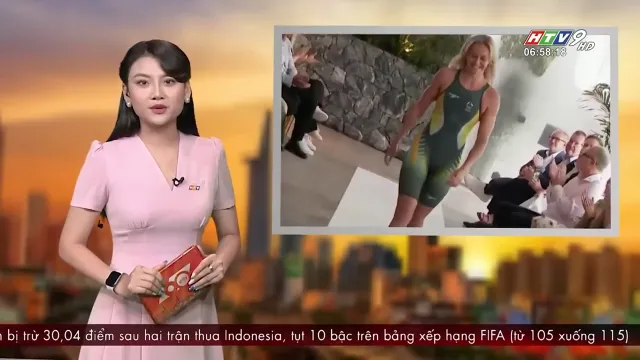 HTV9 HD
06:58:18
HTV
n bị trừ 30,04 điểm sau hai trận thua Indonesia, tụt 10 bậc trên bảng xếp hạng FIFA (từ 105 xuống 115)